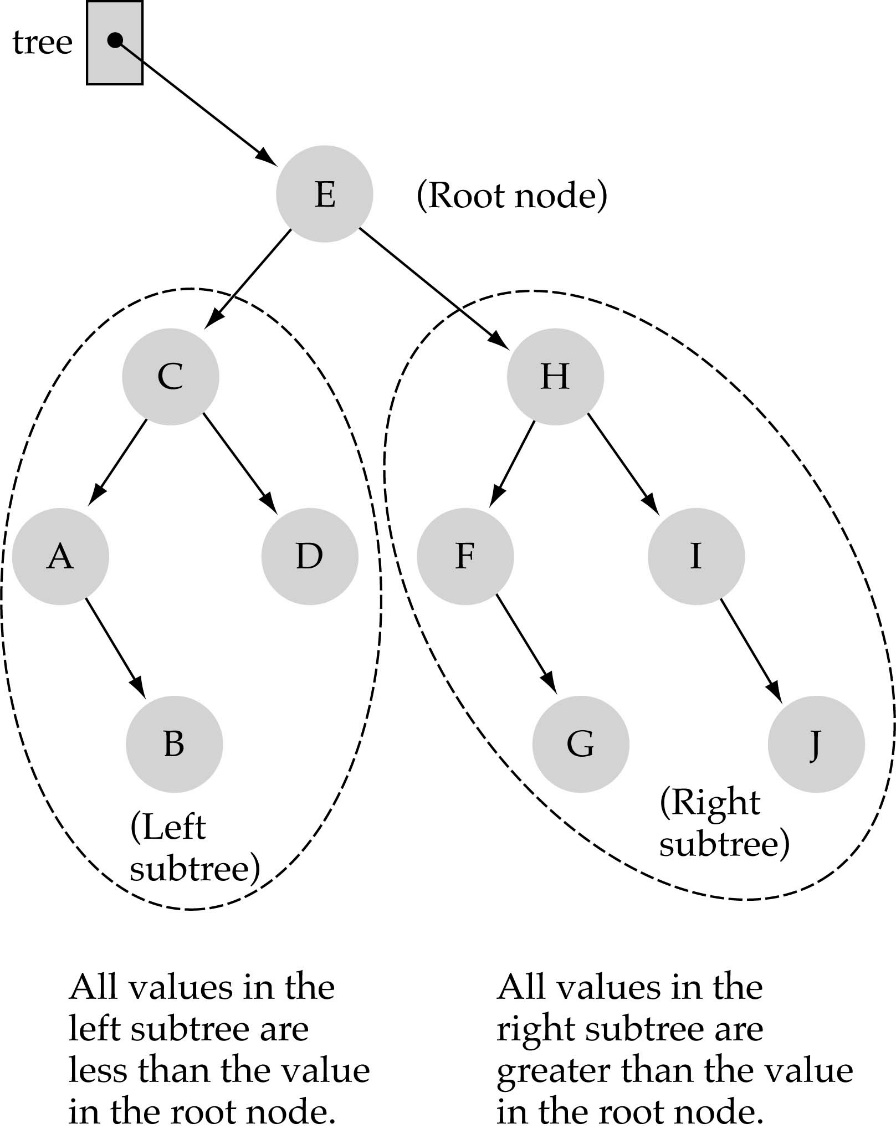 tree
E (Root node)
C
H
A
D
F
I
B
G
J
(Left
subtree)
(Right
subtree)
All values in the
left subtree are
less than the value
in the root node.
All values in the
right subtree are
greater than the value
in the root node.